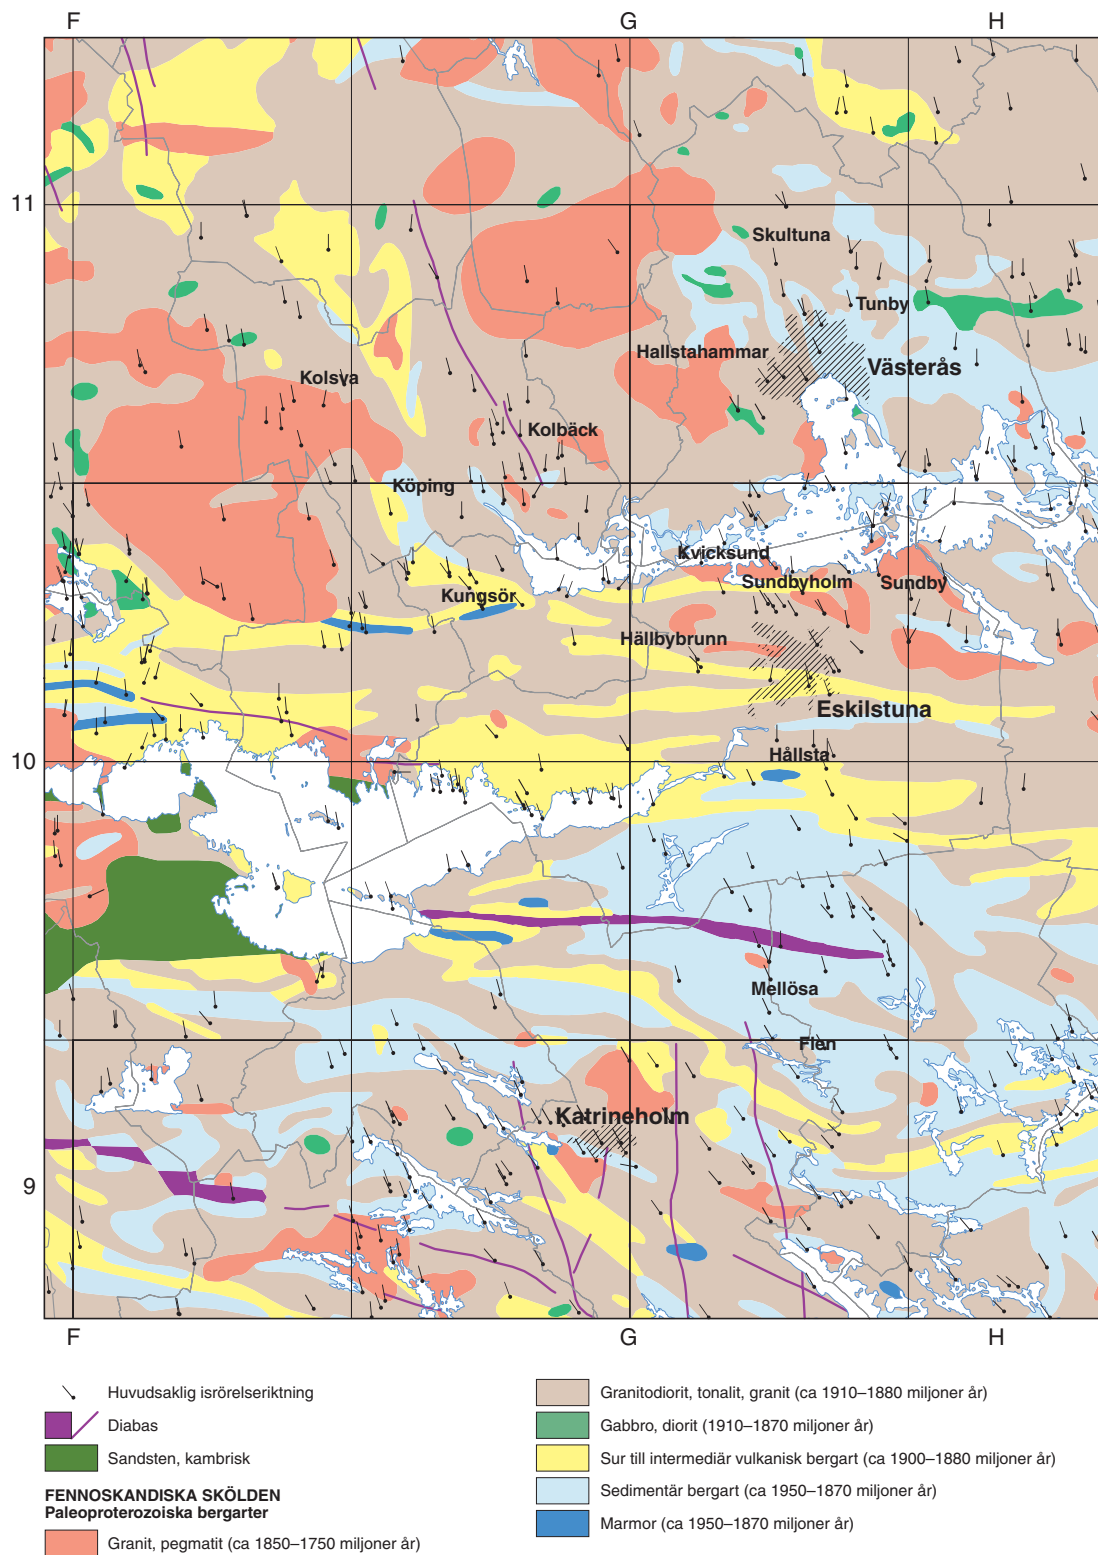 F G H
11
Skultuna
Tunby
Hallstahammar
Västerås
Kolsva
Kolbäck
Köping
Kvicksund
Sundbyholm
Sundby
Kungsör
Hällbybrunn
Eskilstuna
Hållsta
10
Mellösa
Flen
Katrineholm
9
F G H
Huvudsaklig isrörelseriktning
Diabas
Sandsten, kambrisk
FENNOSKANDISKA SKÖLDEN
Paleoproterozoiska bergarter
Granit, pegmatit (ca 1850–1750 miljoner år)
Granitodiorit, tonalit, granit (ca 1910–1880 miljoner år)
Gabbro, diorit (1910–1870 miljoner år)
Sur till intermediär vulkanisk bergart (ca 1900–1880 miljoner år)
Sedimentär bergart (ca 1950–1870 miljoner år)
Marmor (ca 1950–1870 miljoner år)